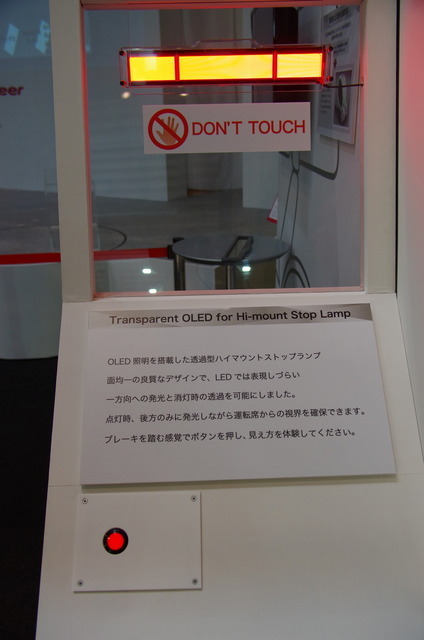 eer
DON'T TOUCH
Transparent OLED for Hi-mount Stop Lamp
OLED 照明を搭載した透過型ハイマウントストップランプ
面均一の良質なデザインで、LED では表現しづらい
一方向への発光と消灯時の透過を可能にしました。
点灯時、後方のみに発光しながら運転席からの視界を確保できます。
ブレーキを踏む感覚でボタンを押し、見え方を体験してください。